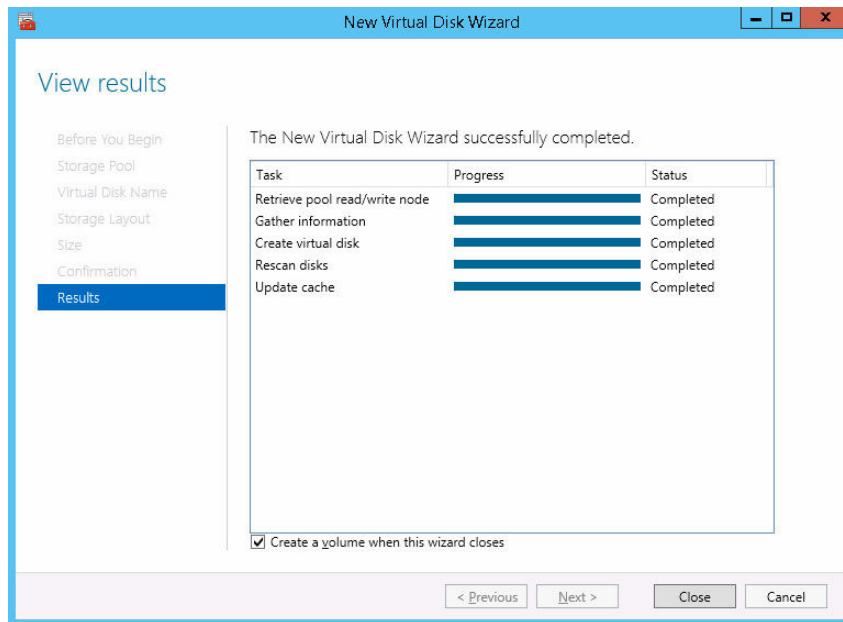 New Virtual Disk Wizard
View results
Before You Begin
Storage Pool
Virtual Disk Name
Storage Layout
Size
Confirmation
Results
The New Virtual Disk Wizard successfully completed.
Task Progress Status
Retrieve pool read/write node Completed
Gather information Completed
Create virtual disk Completed
Rescan disks Completed
Update cache Completed
Create a volume when this wizard closes
< Previous Next > Close Cancel